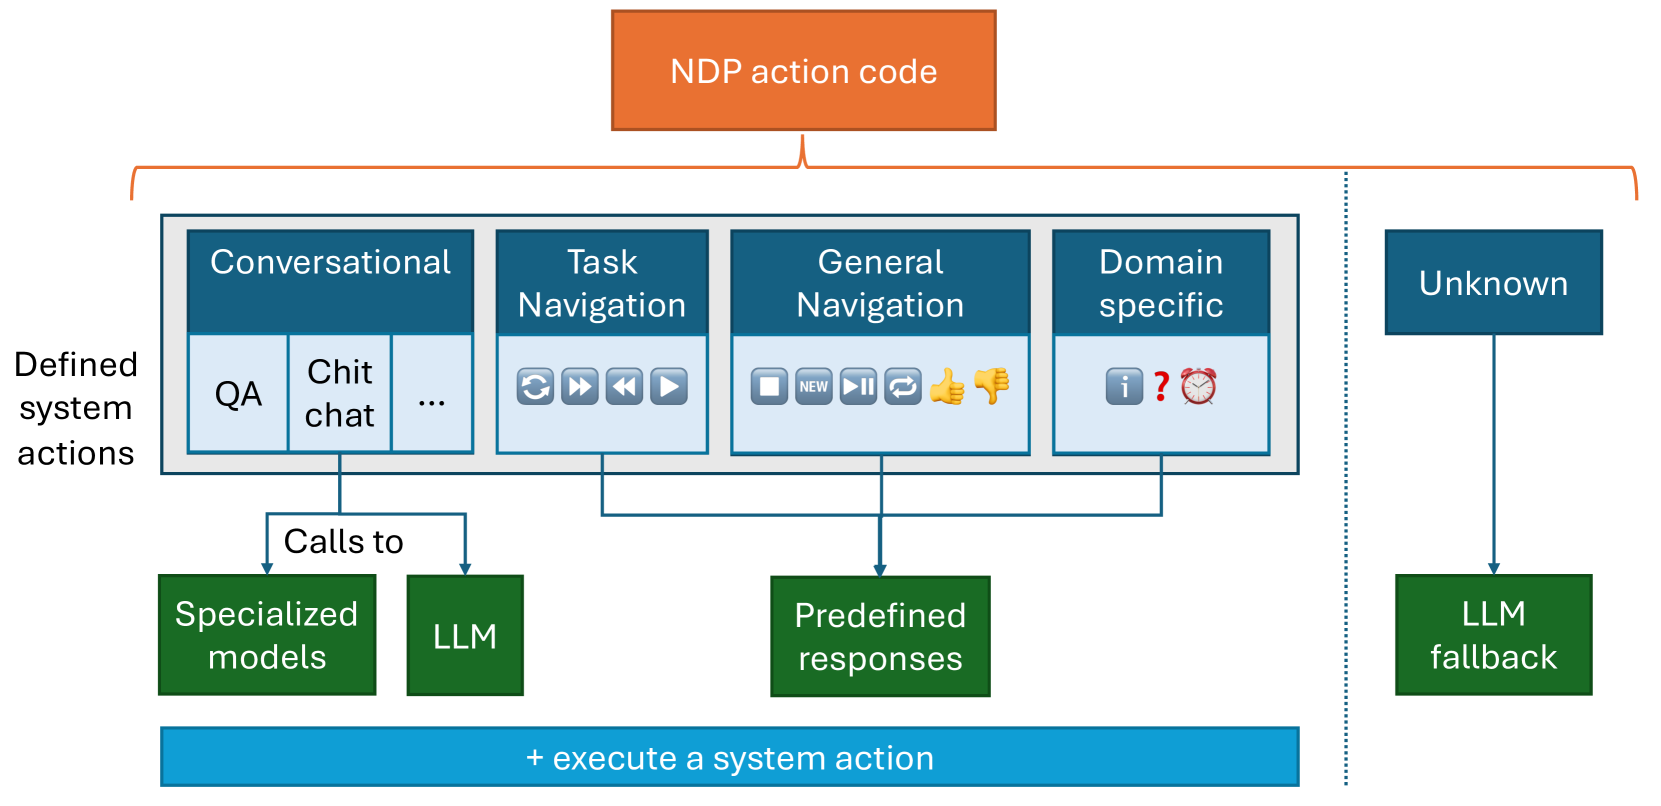 NDP action code
Defined
system
actions
Conversational
QA
Chit
chat
...
Task
Navigation
General
Navigation
NEW
Domain
specific
i ?
Unknown
Calls to
Specialized
models
LLM
Predefined
responses
LLM
fallback
+ execute a system action